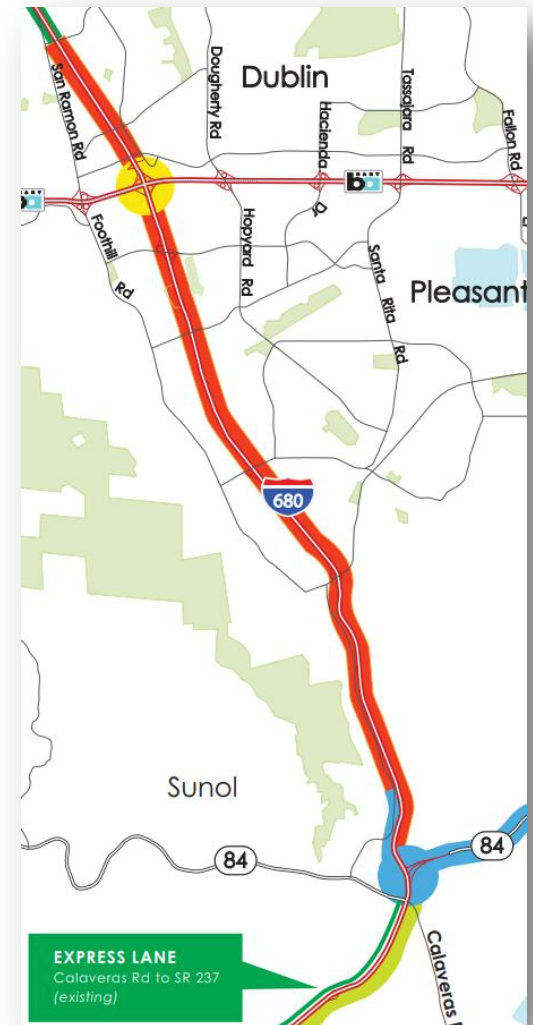 Dublin
San Ramon Rd
Dougherty Rd
Hacienda
Tassajara Rd
Fallon Rd
ba
Foothill Rd
Hopyard Rd
Santa Rita Rd
Pleasant
680
Sunol
84
84
EXPRESS LANE
Calaveras Rd to SR 237
(existing)
Calaveras